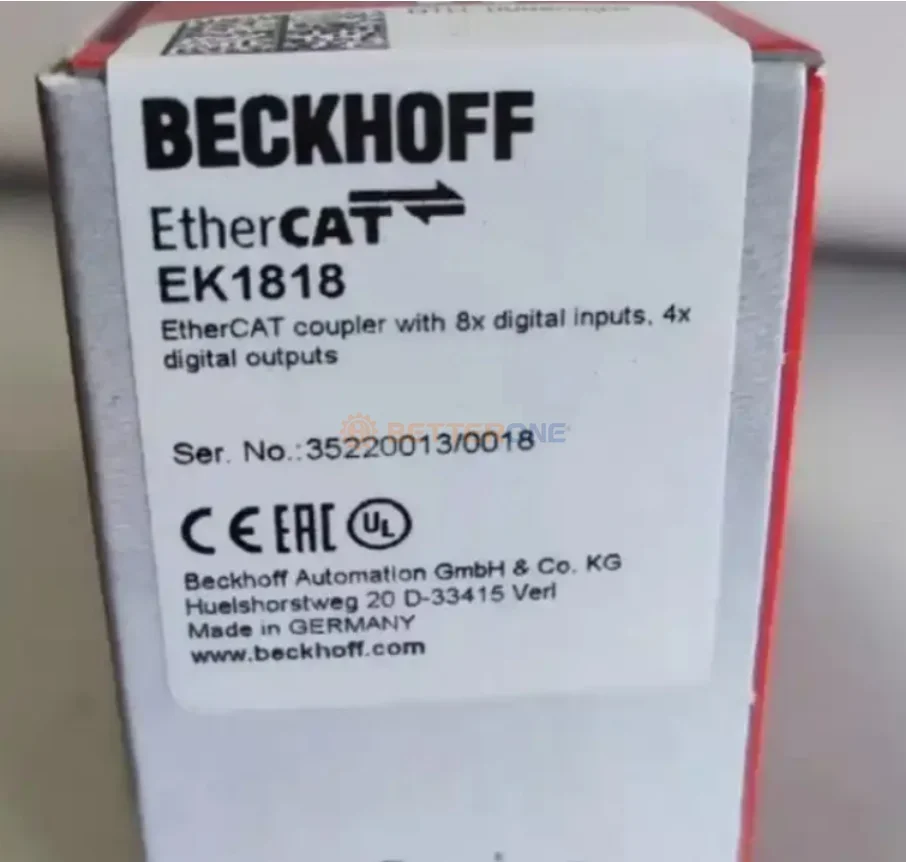 BECKHOFF
EtherCAT
EK1818
EtherCAT coupler with 8x digital inputs, 4x
digital outputs
BETTERONE
Ser. No.:35220013/0018
CE EAC UL
Beckhoff Automation GmbH & Co. KG
Huelshorstweg 20 D-33415 Verl
Made in GERMANY
www.beckhoff.com